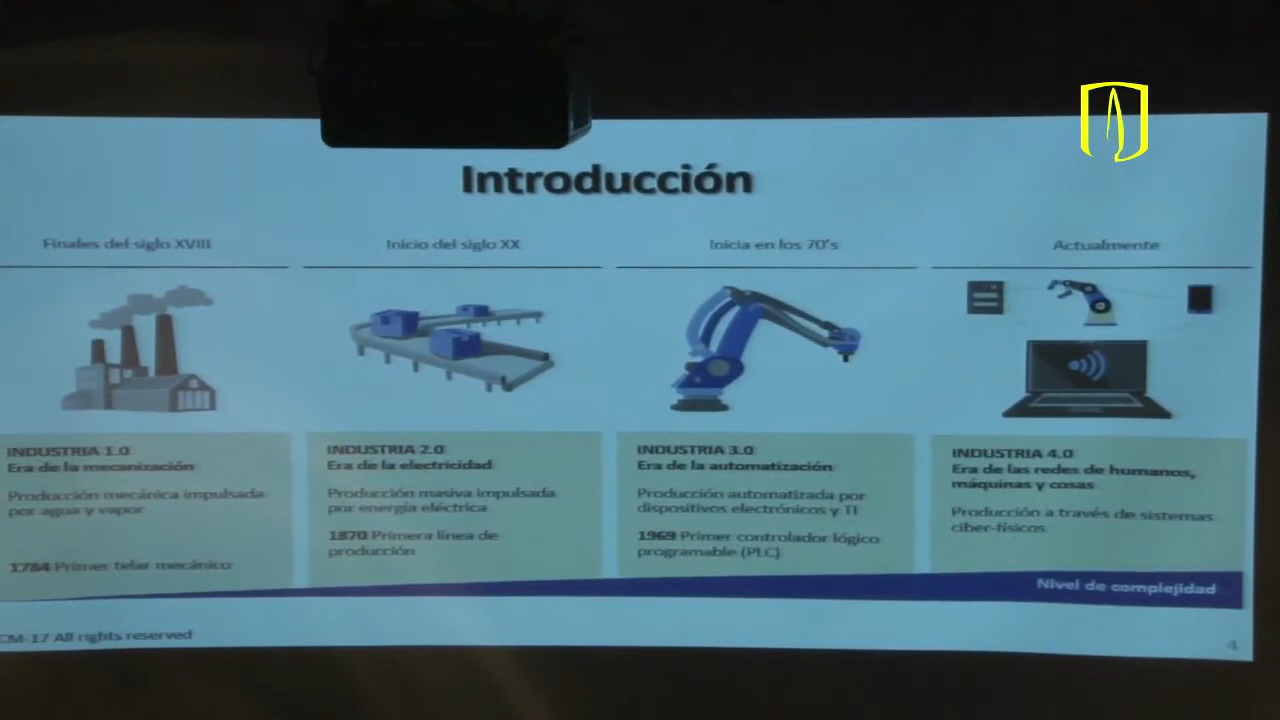 Introducción
Finales del siglo XVIII
Inicio del siglo XX
Inicia en los 70's
Actualmente
INDUSTRIA 1.0
Era de la mecanización
Producción mecánica impulsada
por agua y vapor
1784 Primer telar mecánico
INDUSTRIA 2.0
Era de la electricidad
Producción masiva impulsada
por energía eléctrica
1870 Primera línea de
producción
INDUSTRIA 3.0
Era de la automatización
Producción automatizada por
dispositivos electrónicos y TI
1969 Primer controlador lógico
programable (PLC)
INDUSTRIA 4.0
Era de las redes de humanos,
máquinas y cosas
Producción a través de sistemas
ciber-físicos
Nivel de complejidad
CM-17 All rights reserved
4